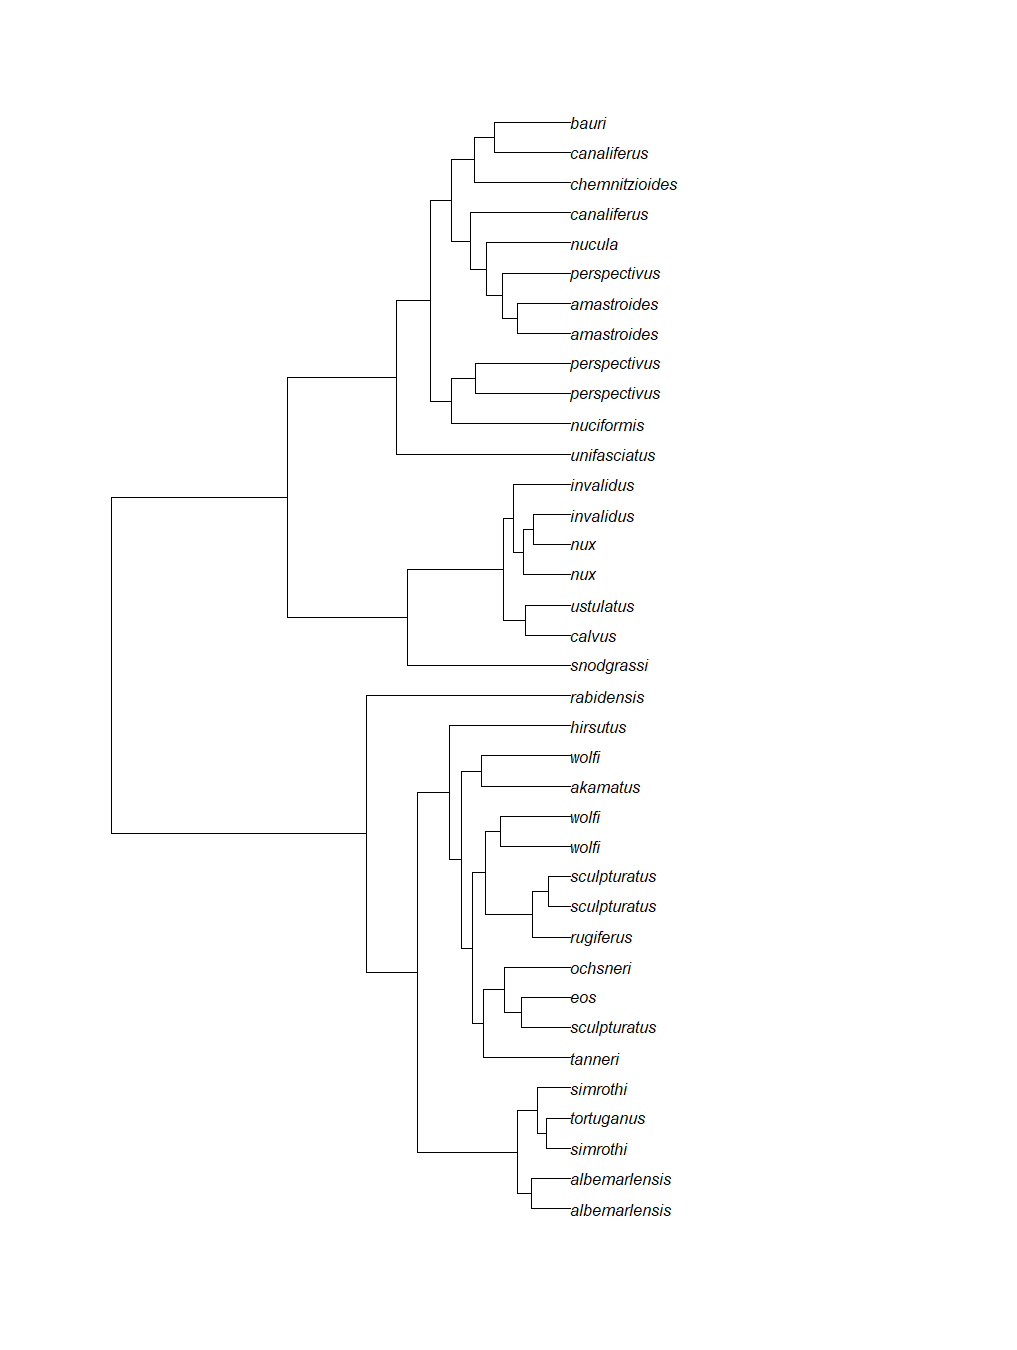 bauri
canaliferus
chemnitzioides
canaliferus
nucula
perspectivus
amastroides
amastroides
perspectivus
perspectivus
nuciformis
unifasciatus
invalidus
invalidus
nux
nux
ustulatus
calvus
snodgrassi
rabidensis
hirsutus
wolfi
akamatus
wolfi
wolfi
sculpturatus
sculpturatus
rugiferus
ochsneri
eos
sculpturatus
tanneri
simrothi
tortuganus
simrothi
albemarlensis
albemarlensis